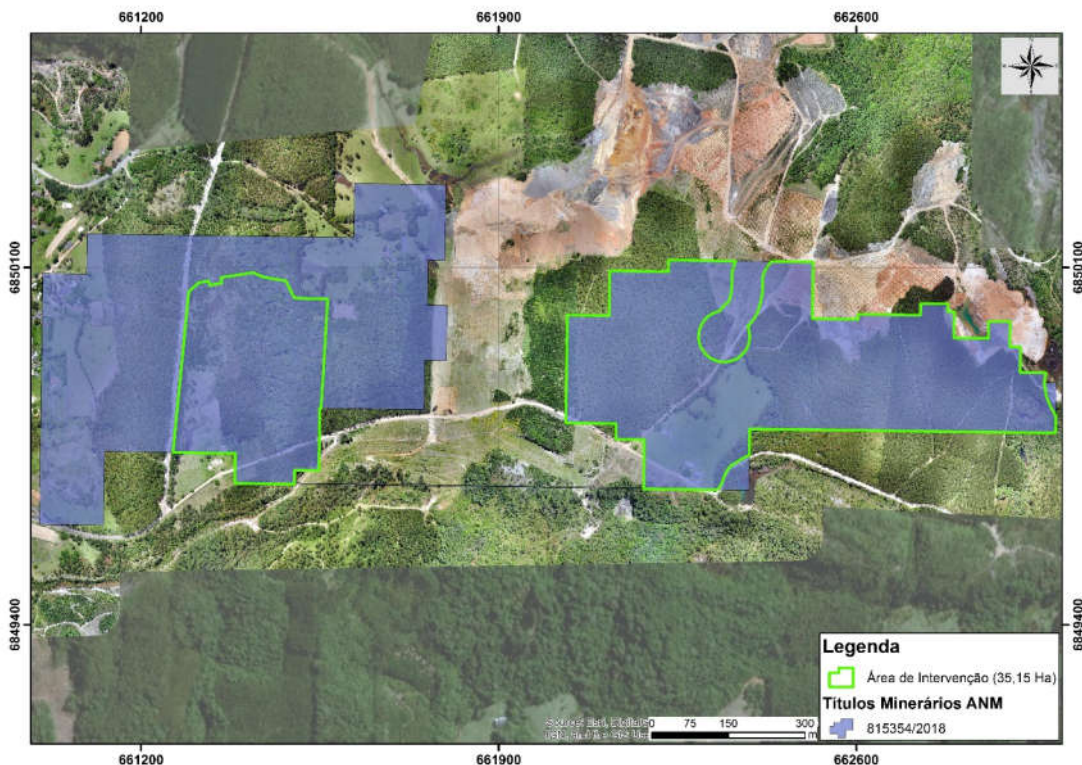 661200 661900 662600
6850100 6850100
6849400 6849400
Legenda
Área de Intervenção (35,15 Ha)
Títulos Minerários ANM
815354/2018
0 75 150 300
m
661200 661900 662600